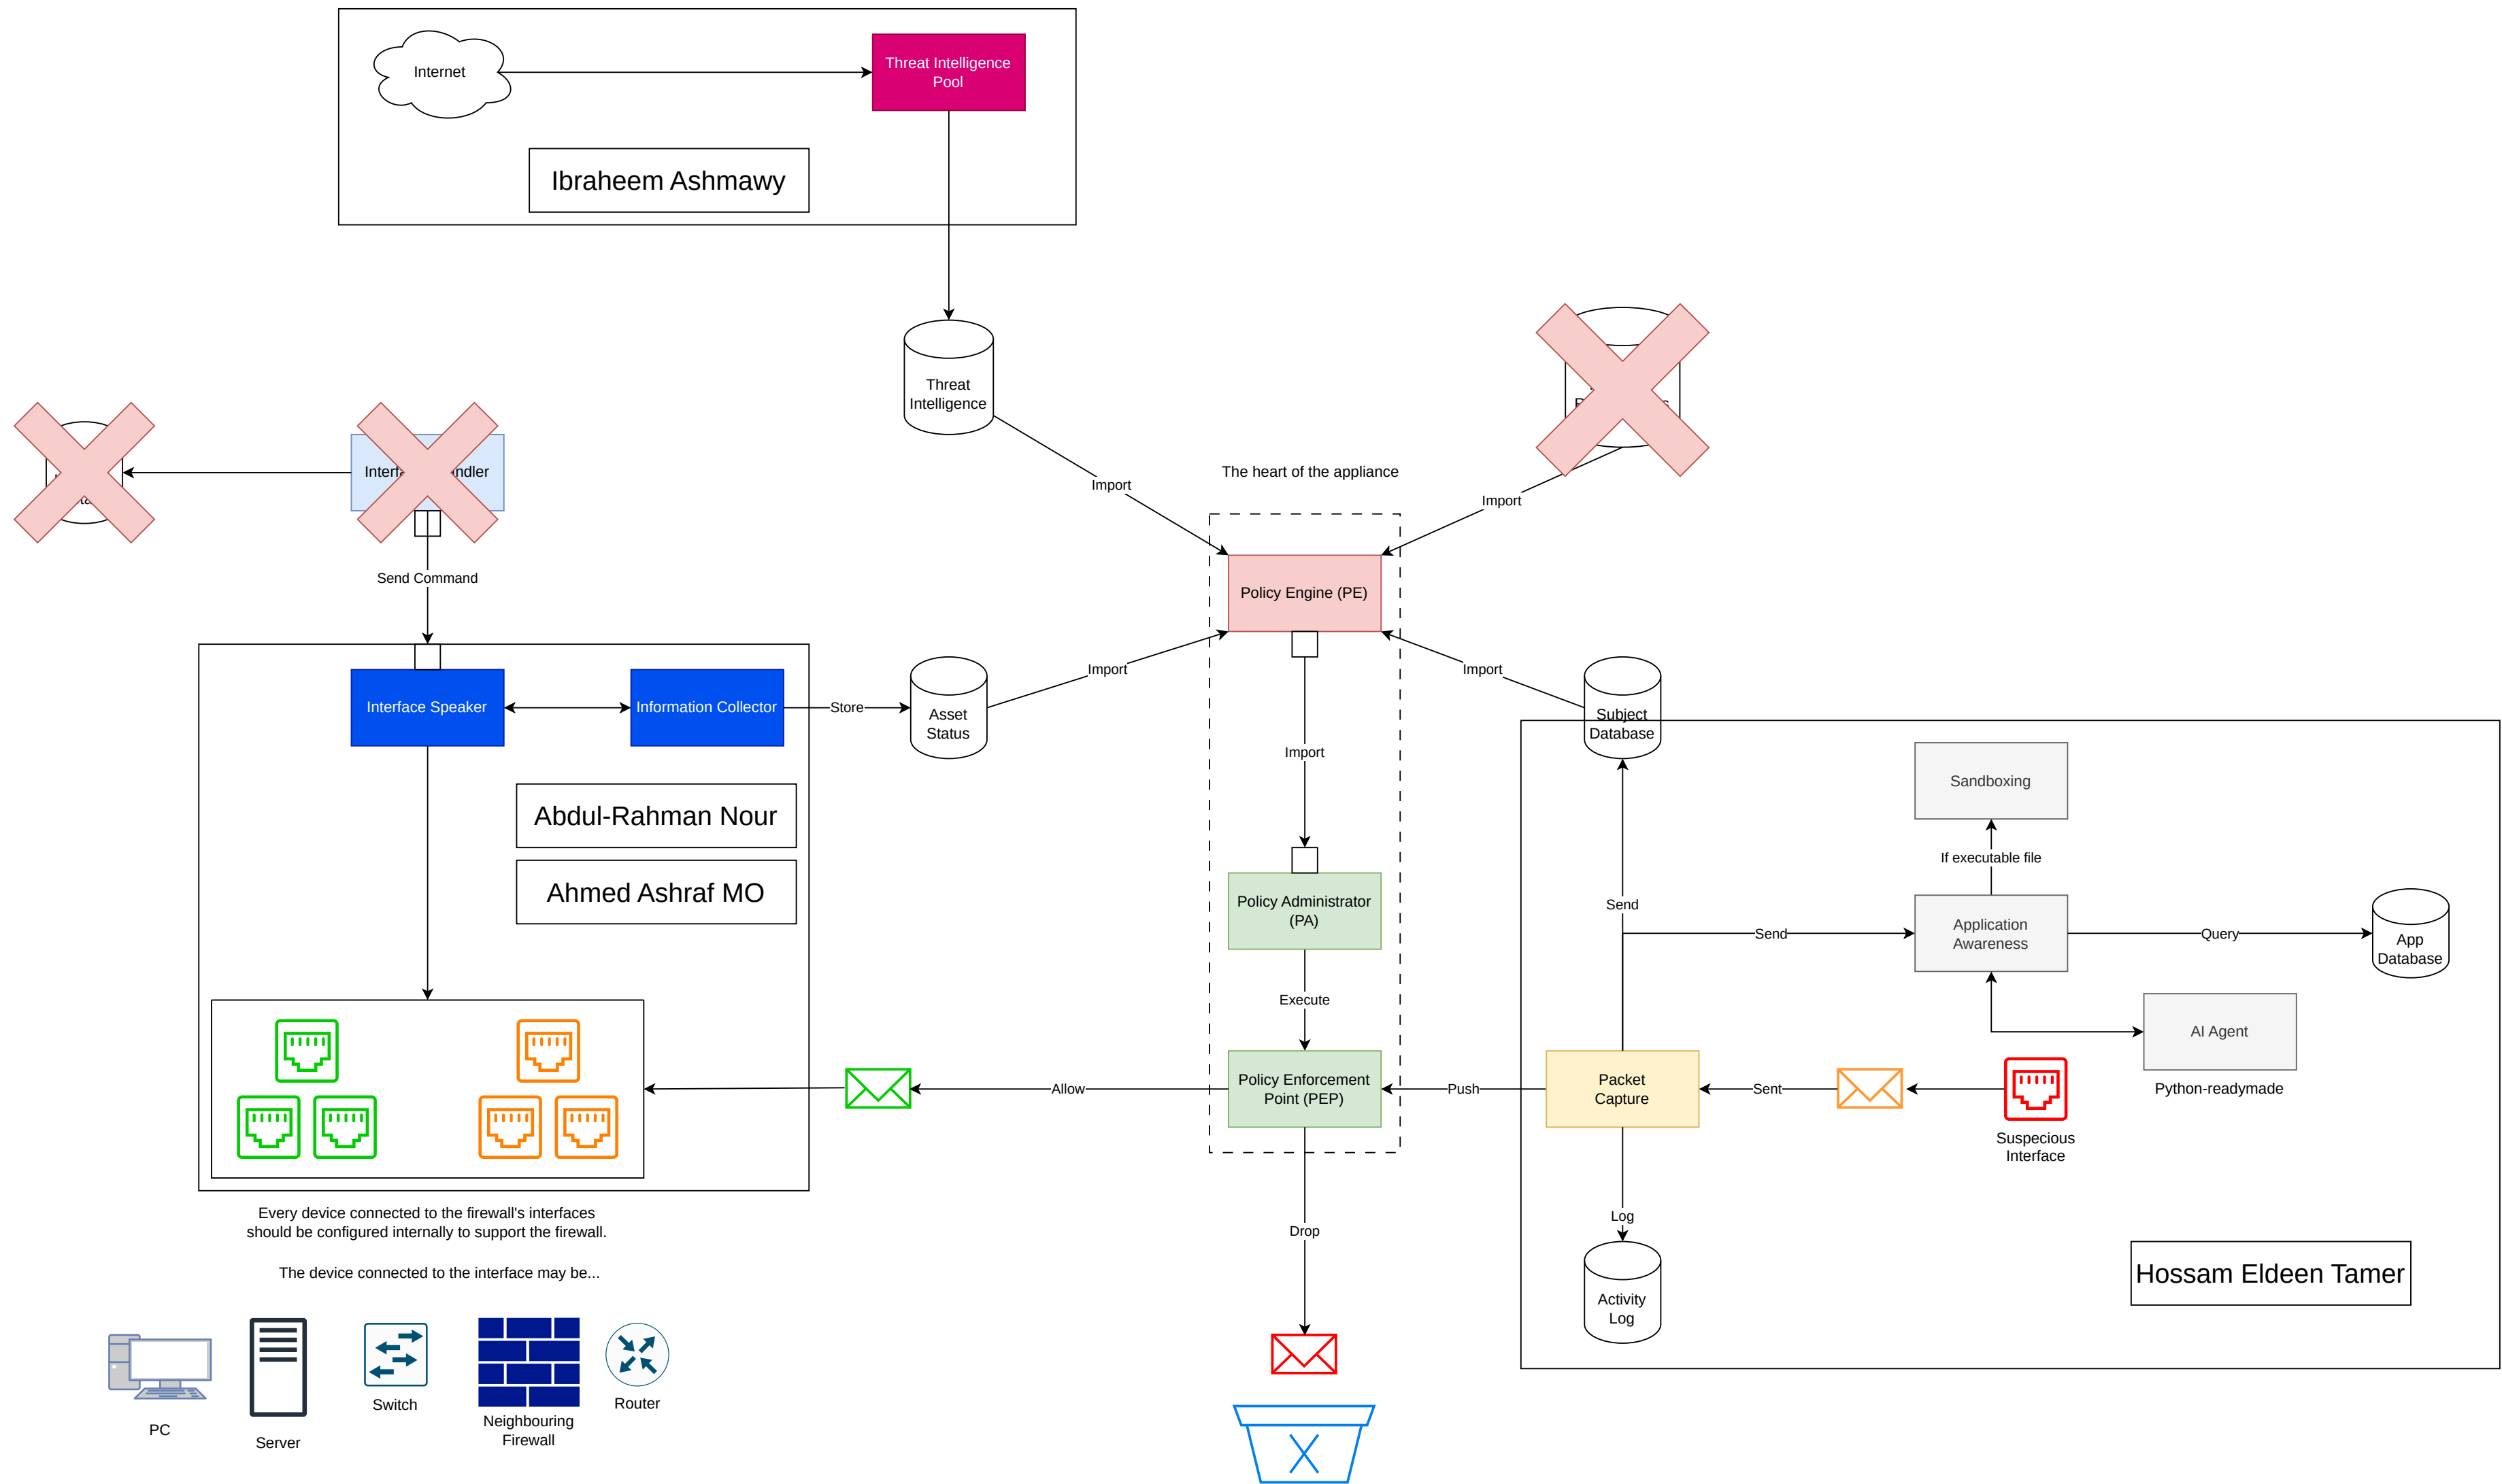 Internet
Threat Intelligence
Pool
Ibraheem Ashmawy
Threat
Intelligence
The heart of the appliance
Import
Import
Send Command
Policy Engine (PE)
Import
Import
Interface Speaker
Information Collector
Store
Asset
Status
Subject
Database
Import
Sandboxing
Abdul-Rahman Nour
If executable file
Ahmed Ashraf MO
Policy Administrator
(PA)
Send
Send
Application
Awareness
Query
App
Database
Execute
AI Agent
Python-readymade
Policy Enforcement
Point (PEP)
Allow
Push
Packet
Capture
Sent
Suspecious
Interface
Every device connected to the firewall's interfaces
should be configured internally to support the firewall.
Log
Drop
The device connected to the interface may be...
Activity
Log
Hossam Eldeen Tamer
PC
Server
Switch
Neighbouring
Firewall
Router